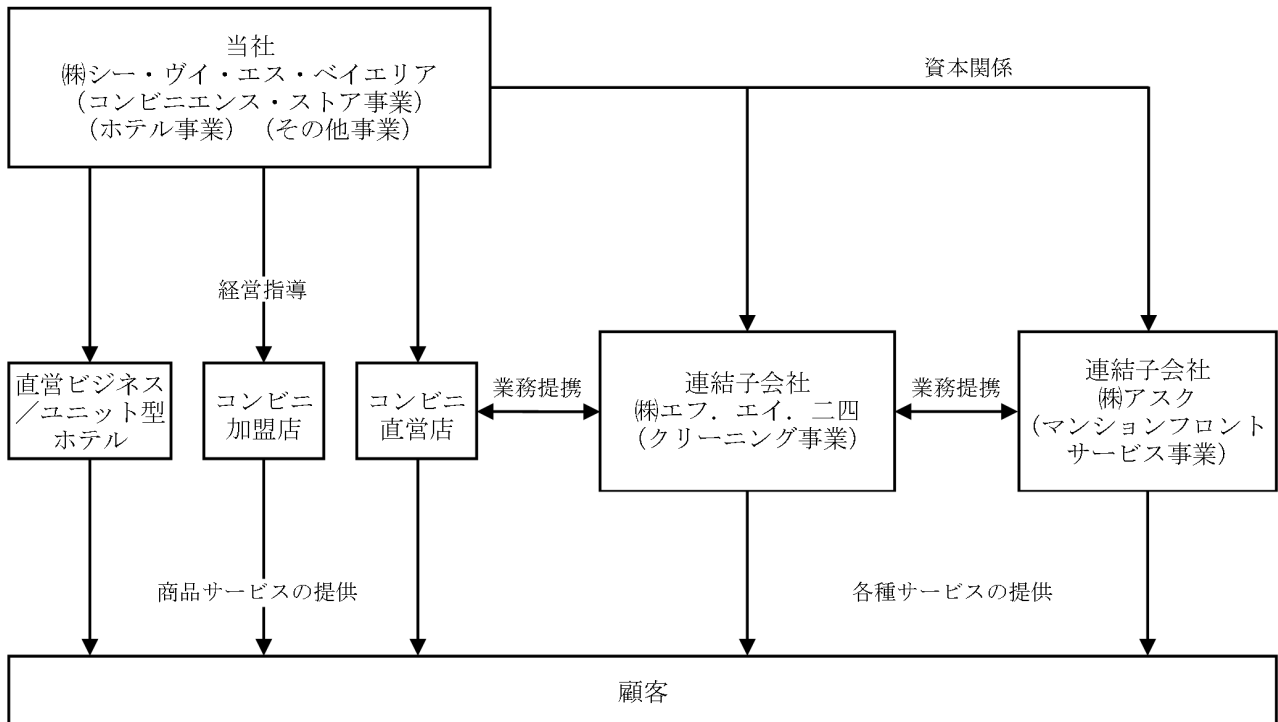 当社
㈱シー・ヴイ・エス・ベイエリア
(コンビニエンス・ストア事業)
(ホテル事業) (その他事業)
資本関係
経営指導
直営ビジネス
／ユニット型
ホテル
コンビニ
加盟店
コンビニ
直営店
業務提携
連結子会社
㈱エフ．エイ．二四
(クリーニング事業)
業務提携
連結子会社
㈱アスク
(マンションフロント
サービス事業)
商品サービスの提供
各種サービスの提供
顧客